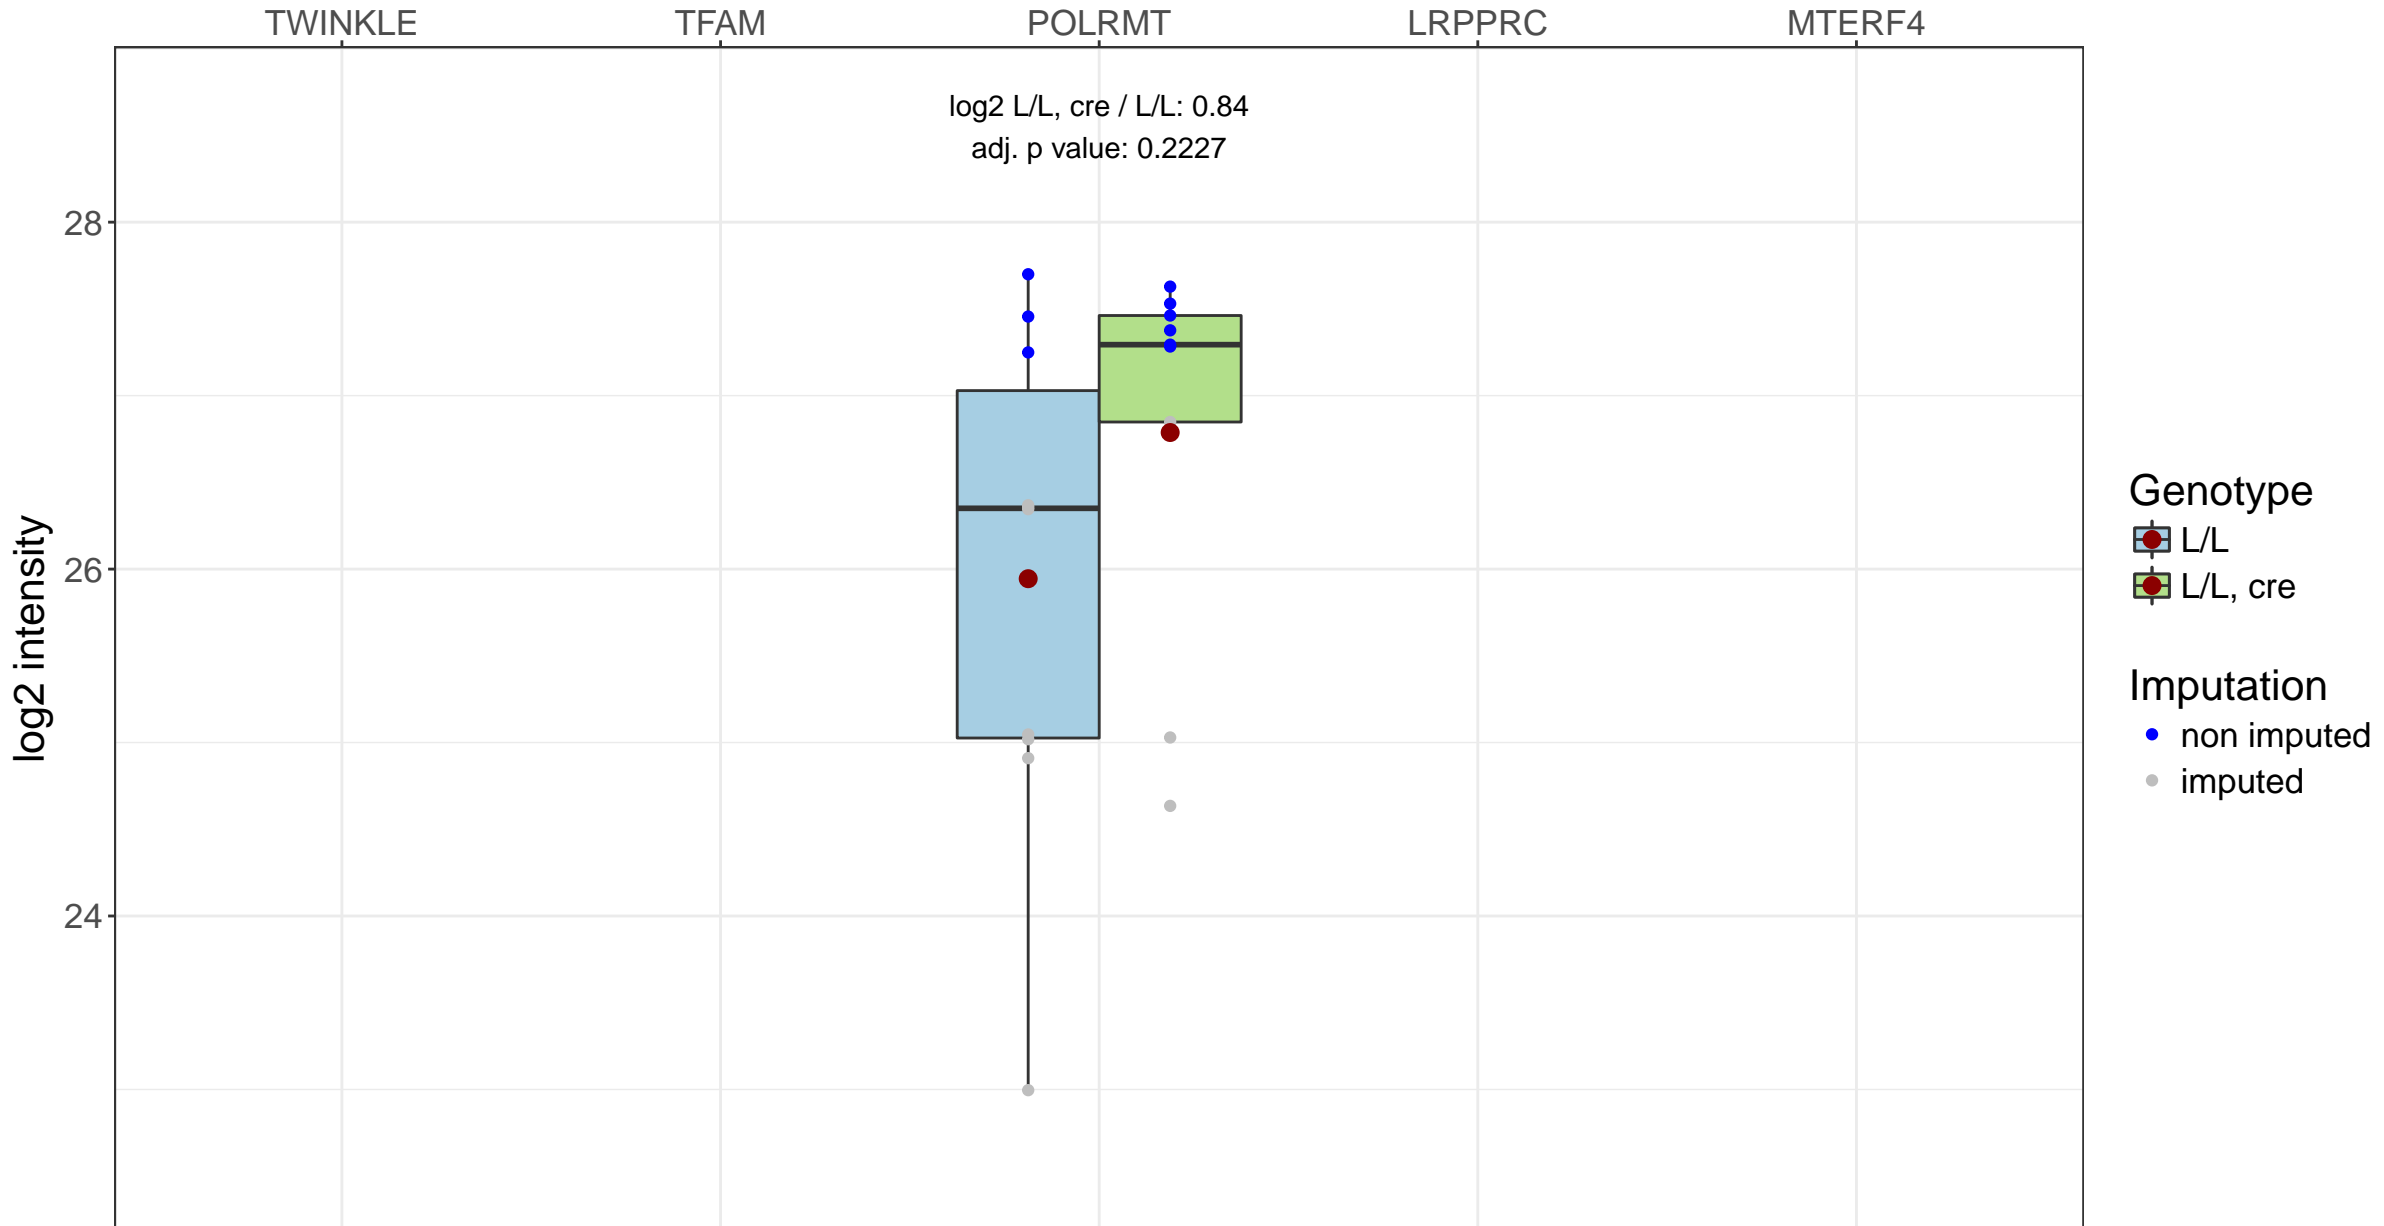 TWINKLE TFAM POLRMT LRPPRC MTERF4
log2 L/L, cre / L/L: 0.84
adj. p value: 0.2227
28
26
24
log2 intensity
Genotype
L/L
L/L, cre
Imputation
non imputed
imputed